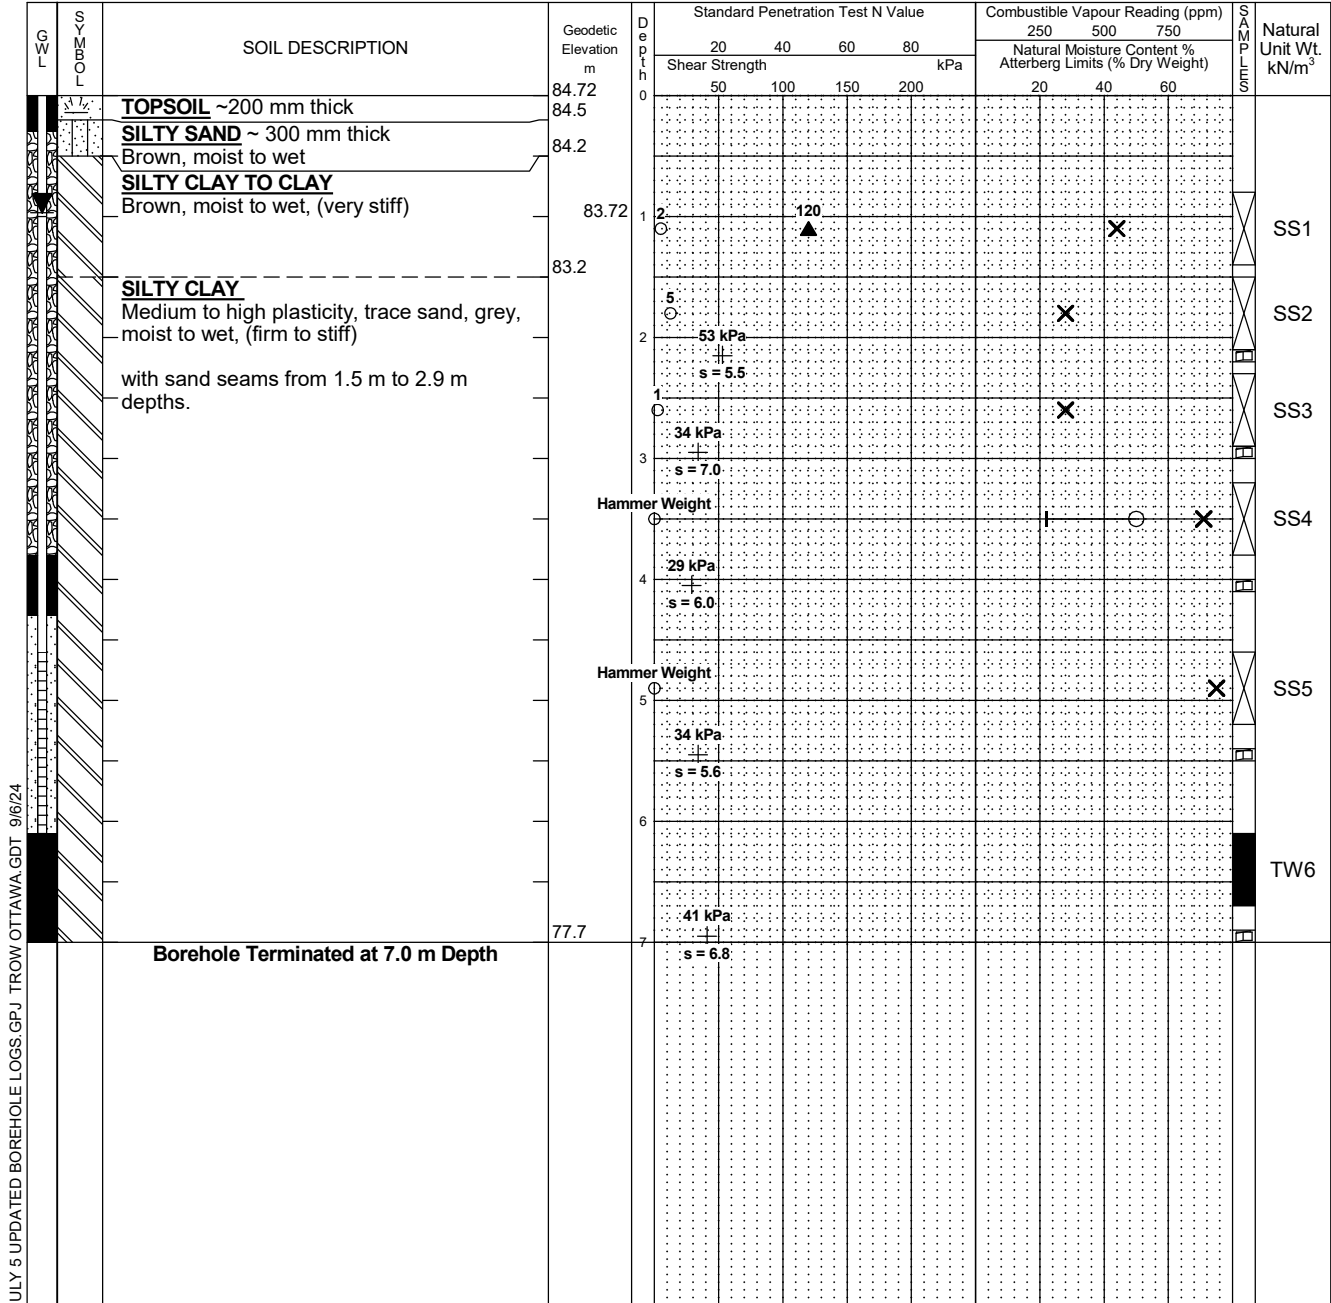 GWL
SYMBOL
SOIL DESCRIPTION
Geodetic
Elevation
m
Depth
Standard Penetration Test N Value
20 40 60 80
Shear Strength kPa
50 100 150 200
Combustible Vapour Reading (ppm)
250 500 750
Natural Moisture Content %
Atterberg Limits (% Dry Weight)
20 40 60
SAMPLES
Natural
Unit Wt.
kN/m³
84.72
0
TOPSOIL ~200 mm thick
84.5
SILTY SAND ~ 300 mm thick
84.2
Brown, moist to wet
SILTY CLAY TO CLAY
Brown, moist to wet, (very stiff)
83.72
1
2
120
SS1
83.2
SILTY CLAY
Medium to high plasticity, trace sand, grey,
moist to wet, (firm to stiff)
5
SS2
2
53 kPa
s = 5.5
with sand seams from 1.5 m to 2.9 m
depths.
1
SS3
34 kPa
3
s = 7.0
Hammer Weight
SS4
29 kPa
4
s = 6.0
Hammer Weight
SS5
5
34 kPa
s = 5.6
6
TW6
41 kPa
77.7
7
s = 6.8
Borehole Terminated at 7.0 m Depth
ULY 5 UPDATED BOREHOLE LOGS.GPJ TROW OTTAWA.GDT 9/6/24